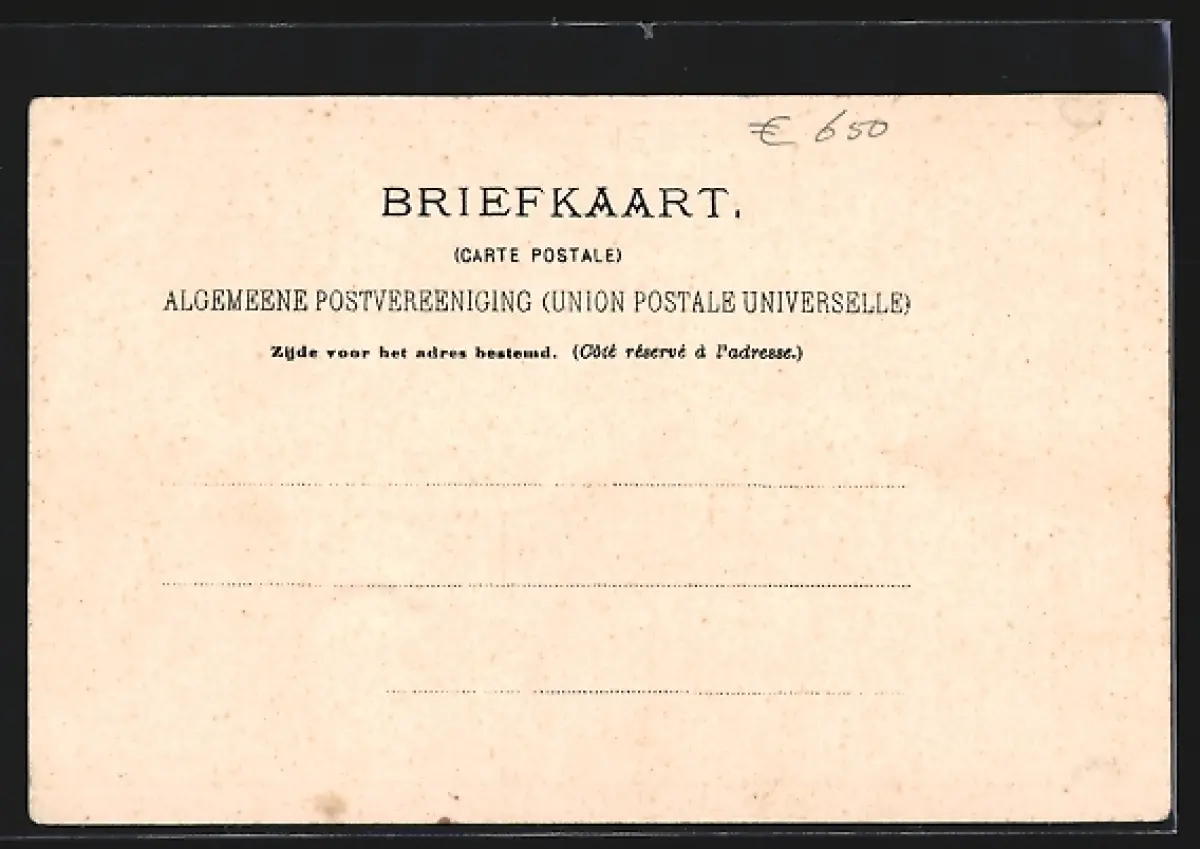 € 650
BRIEFKAART.
(CARTE POSTALE)
ALGEMEENE POSTVEREENIGING (UNION POSTALE UNIVERSELLE)
Zijde voor het adres bestemd. (Côté réservé à l'adresse.)